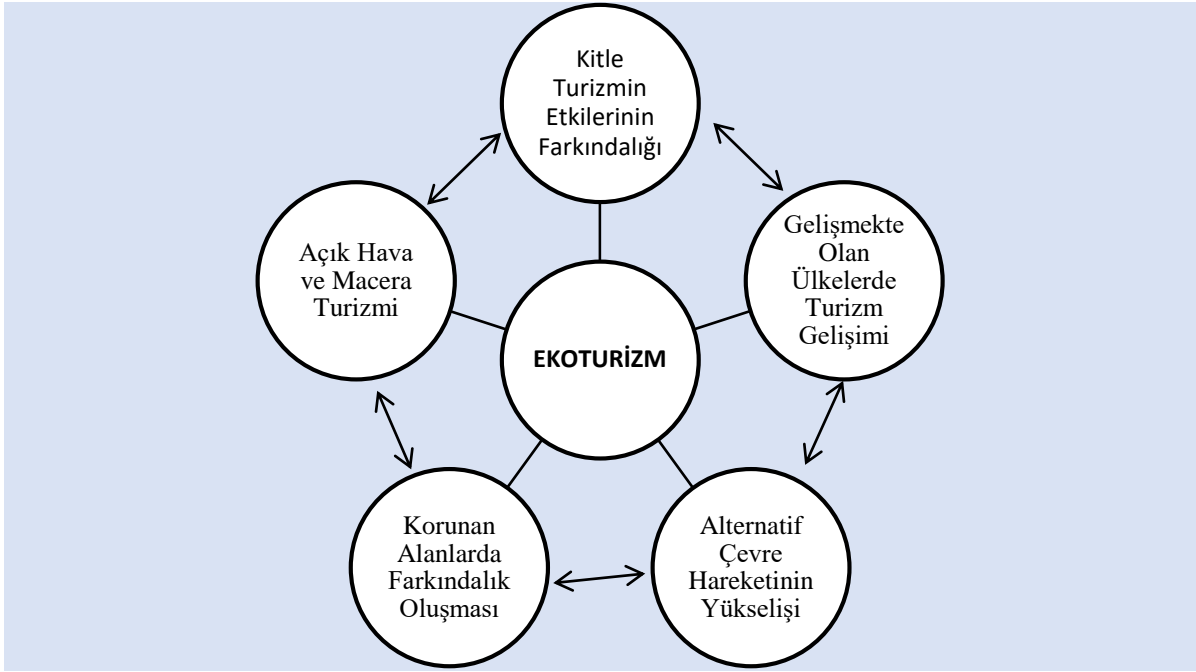 Kitle
Turizmin
Etkilerinin
Farkındalığı
Açık Hava
ve Macera
Turizmi
Gelişmekte
Olan
Ülkelerde
Turizm
Gelişimi
EKOTURİZM
Korunan
Alanlarda
Farkındalık
Oluşması
Alternatif
Çevre
Hareketinin
Yükselişi